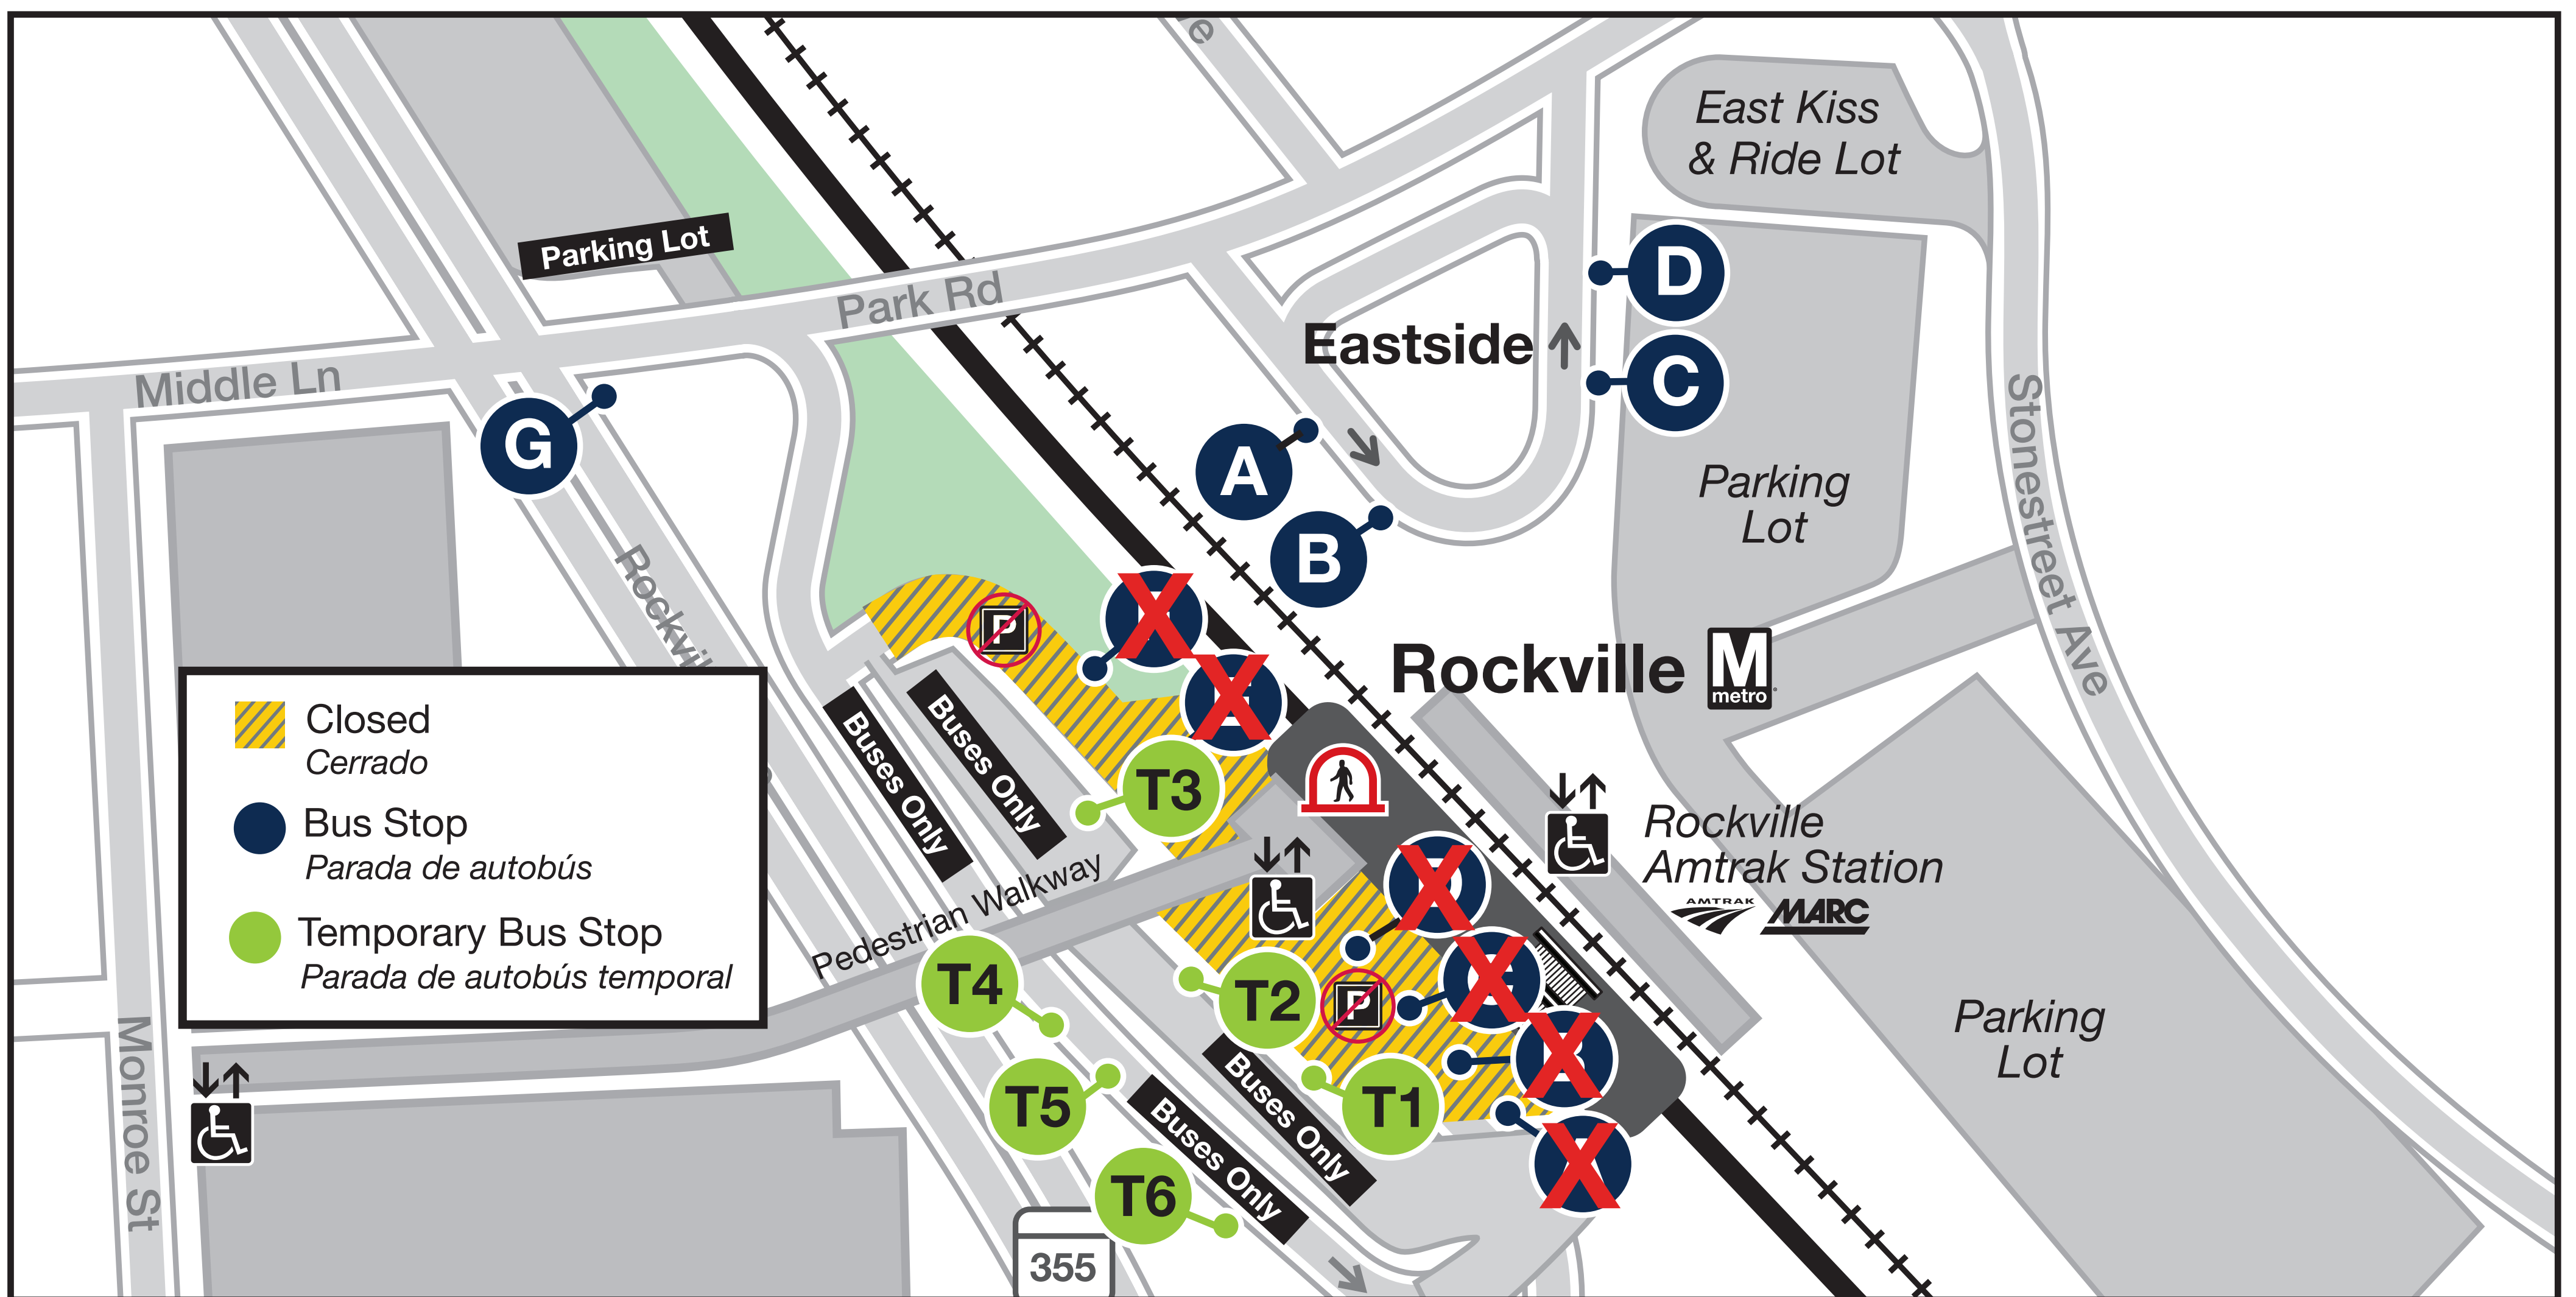 ve
East Kiss
& Ride Lot
Parking Lot
Park Rd
D
Eastside
C
Middle Ln
G
A
B
Parking
Lot
Stonestreet Ave
Rockvil
P
X
X
E
Rockville
M
metro
Closed
Cerrado
Bus Stop
Parada de autobús
Temporary Bus Stop
Parada de autobús temporal
Buses Only
Buses Only
T3
Rockville
Amtrak Station
AMTRAK
MARC
Pedestrian Walkway
X
D
X
C
T4
T2
P
X
B
Parking
Lot
Monroe St
T5
T1
Buses Only
Buses Only
X
A
T6
355